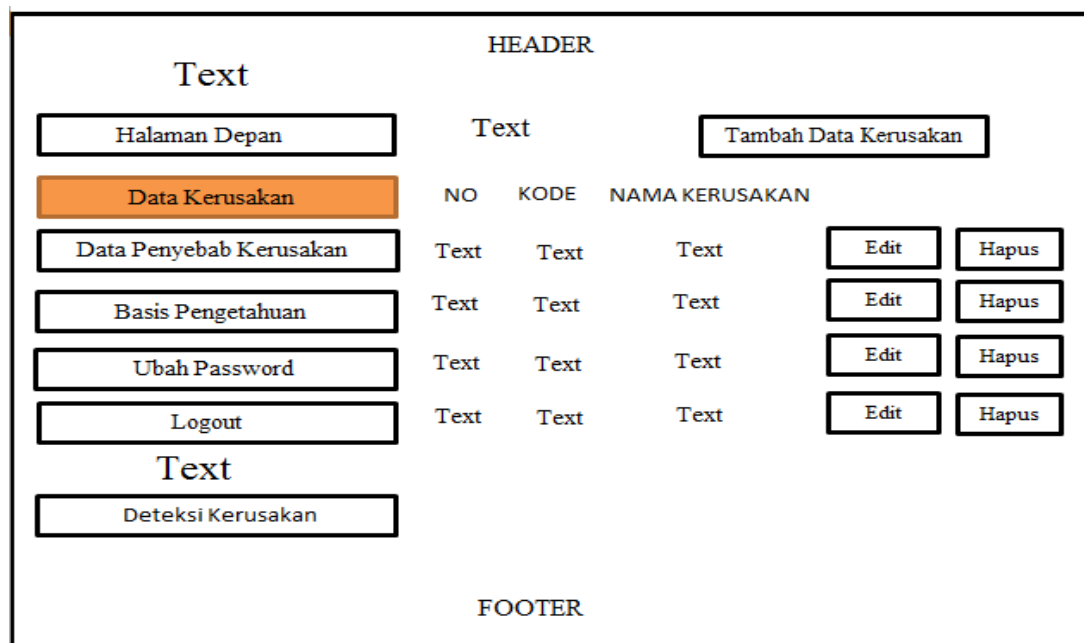 HEADER
Text
Halaman Depan
Text
Tambah Data Kerusakan
Data Kerusakan
NO KODE NAMA KERUSAKAN
Data Penyebab Kerusakan
Text Text Text Edit Hapus
Basis Pengetahuan
Text Text Text Edit Hapus
Ubah Password
Text Text Text Edit Hapus
Logout
Text Text Text Edit Hapus
Text
Deteksi Kerusakan
FOOTER